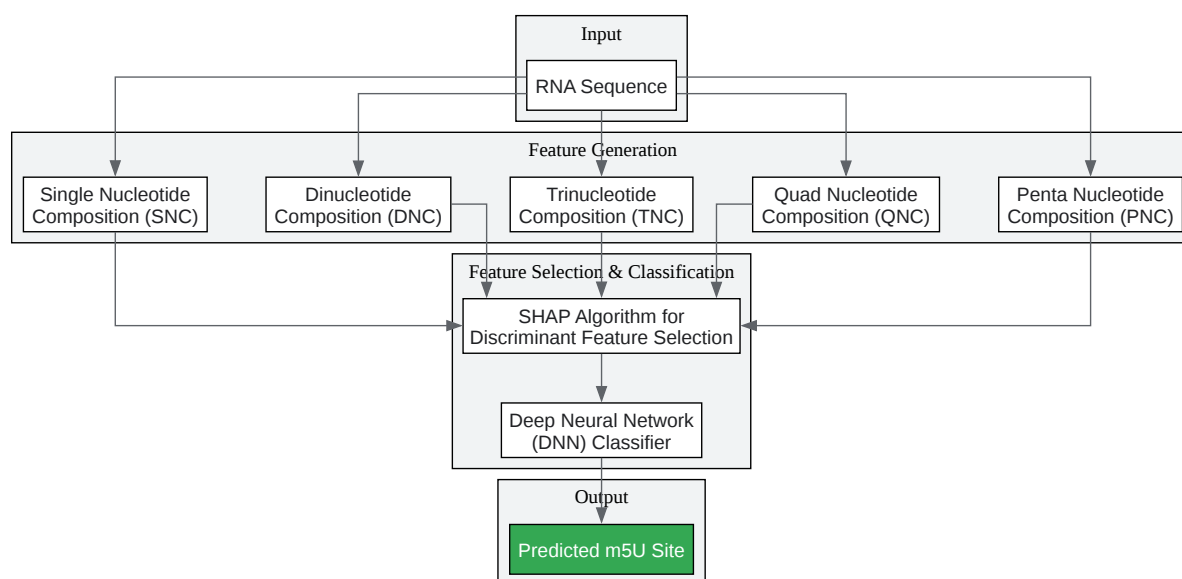 Input
RNA Sequence
Feature Generation
Single Nucleotide
Composition (SNC)
Dinucleotide
Composition (DNC)
Trinucleotide
Composition (TNC)
Quad Nucleotide
Composition (QNC)
Penta Nucleotide
Composition (PNC)
Feature Selection & Classification
SHAP Algorithm for
Discriminant Feature Selection
Deep Neural Network
(DNN) Classifier
Output
Predicted m5U Site